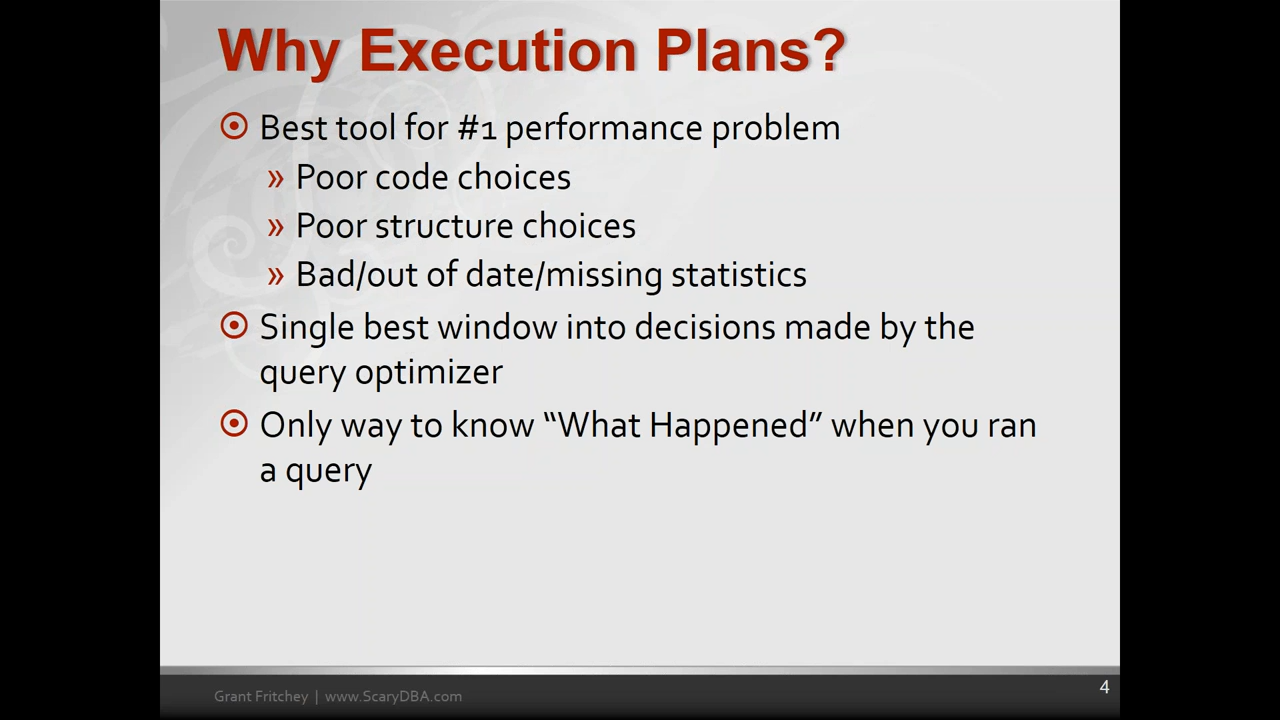 Why Execution Plans?
Best tool for #1 performance problem
» Poor code choices
» Poor structure choices
» Bad/out of date/missing statistics
Single best window into decisions made by the
query optimizer
Only way to know “What Happened” when you ran
a query
Grant Fritchey | www.ScaryDBA.com
4